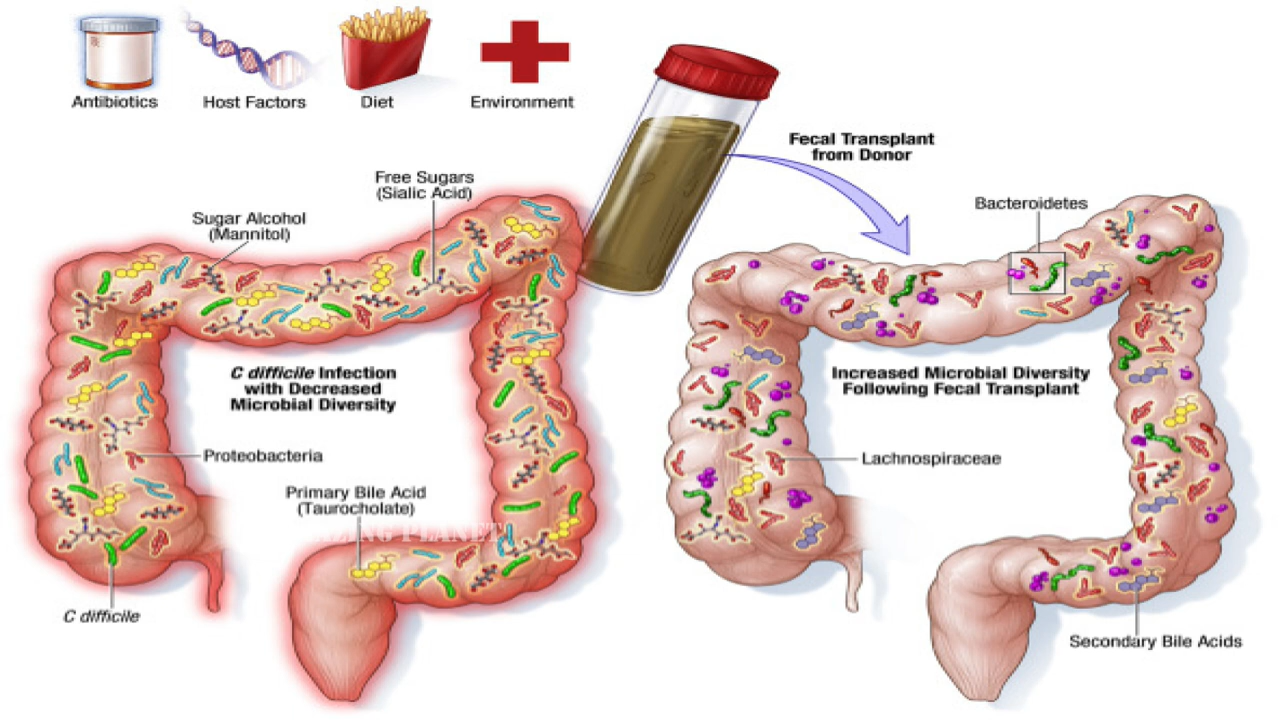 Antibiotics
Host Factors
Diet
Environment
Fecal Transplant
from Donor
Free Sugars
(Sialic Acid)
Sugar Alcohol
(Mannitol)
Bacteroidetes
C difficile Infection
with Decreased
Microbial Diversity
Increased Microbial Diversity
Following Fecal Transplant
Proteobacteria
Lachnospiraceae
Primary Bile Acid
(Taurocholate)
PLANET
C difficile
Secondary Bile Acids